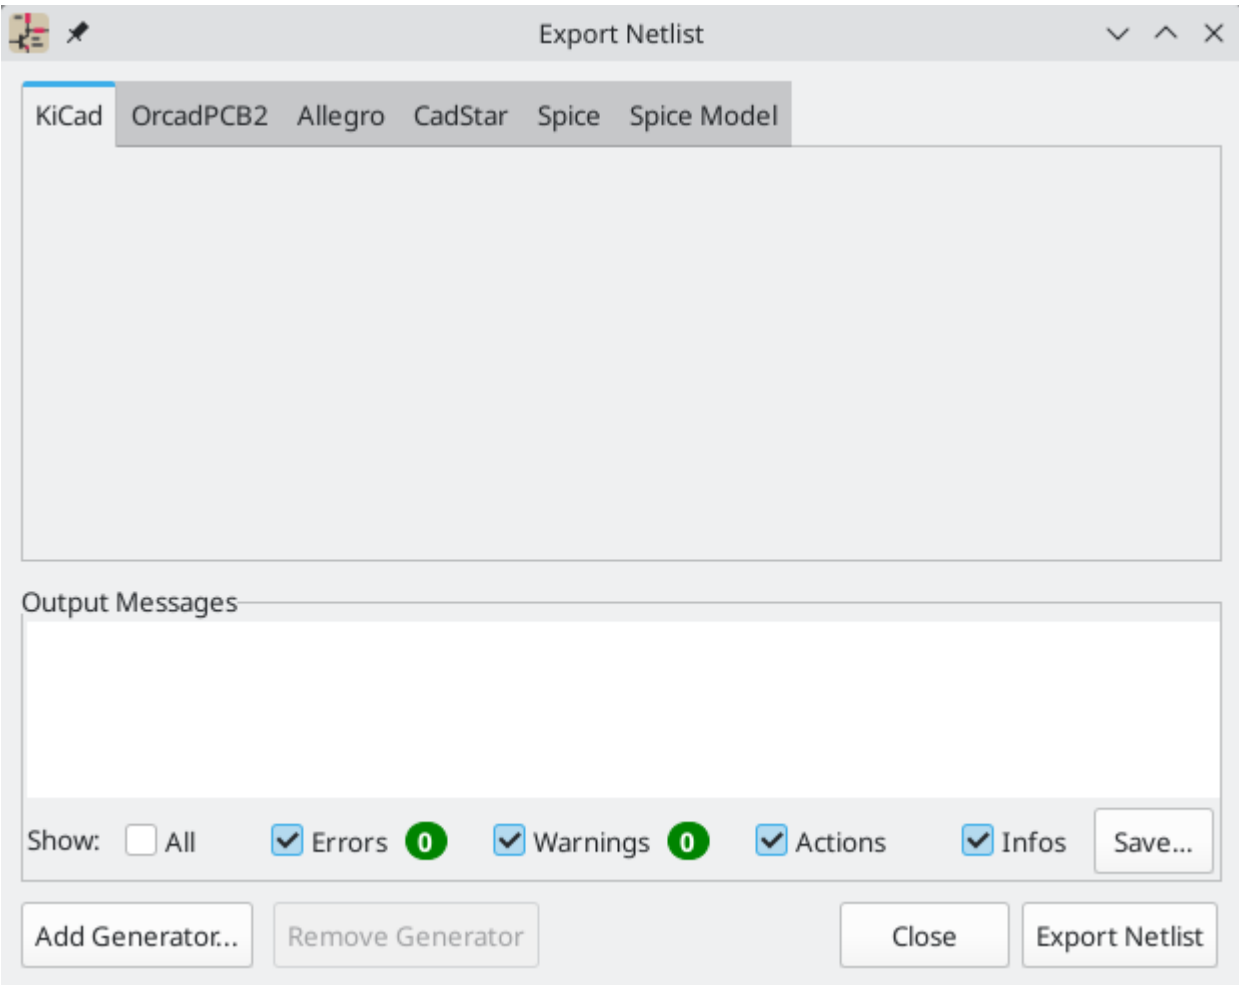 Export Netlist
KiCad OrcadPCB2 Allegro CadStar Spice Spice Model
Output Messages
Show: All Errors 0 Warnings 0 Actions Infos Save...
Add Generator... Remove Generator Close Export Netlist